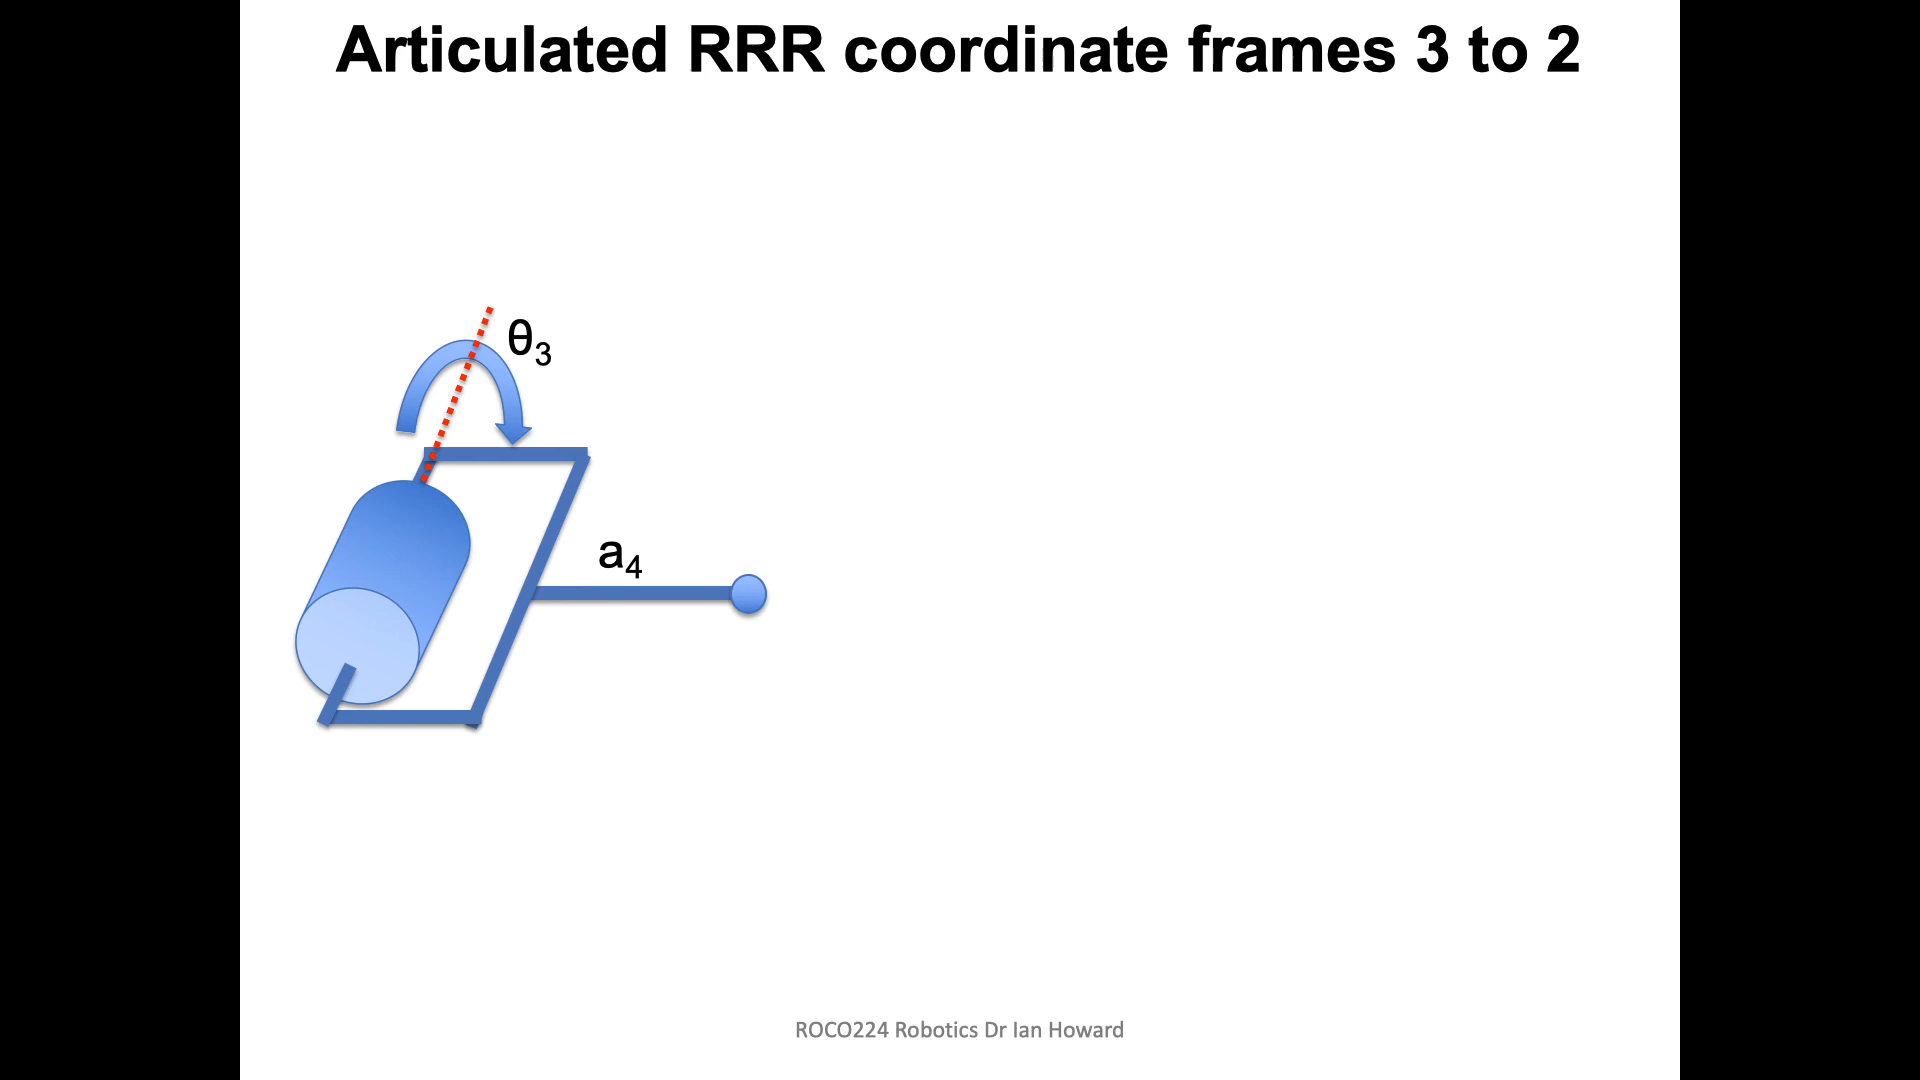 Articulated RRR coordinate frames 3 to 2
θ₃
a₄
ROCO224 Robotics Dr Ian Howard